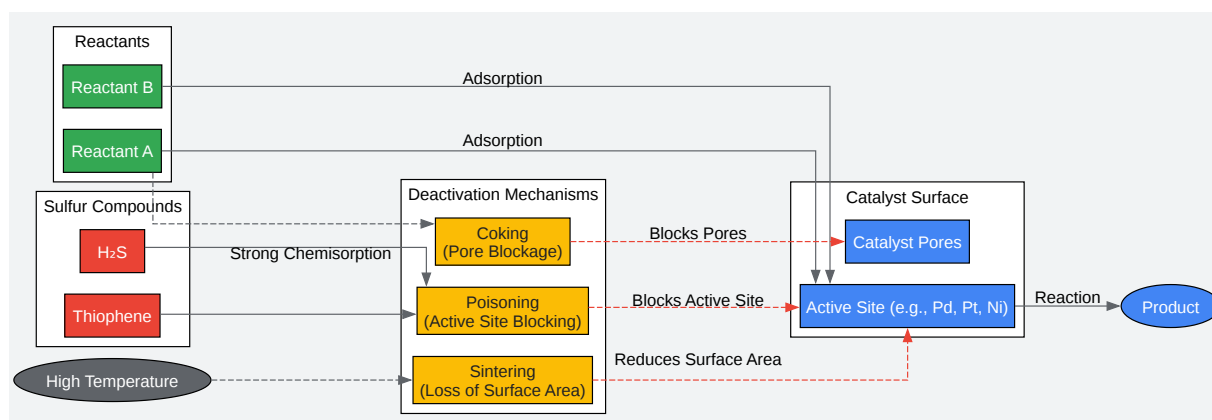 Reactants
Reactant B
Adsorption
Reactant A
Adsorption
Sulfur Compounds
H₂S
Strong Chemisorption
Thiophene
High Temperature
Deactivation Mechanisms
Coking
(Pore Blockage)
Blocks Pores
Poisoning
(Active Site Blocking)
Blocks Active Site
Sintering
(Loss of Surface Area)
Reduces Surface Area
Catalyst Surface
Catalyst Pores
Active Site (e.g., Pd, Pt, Ni)
Reaction
Product